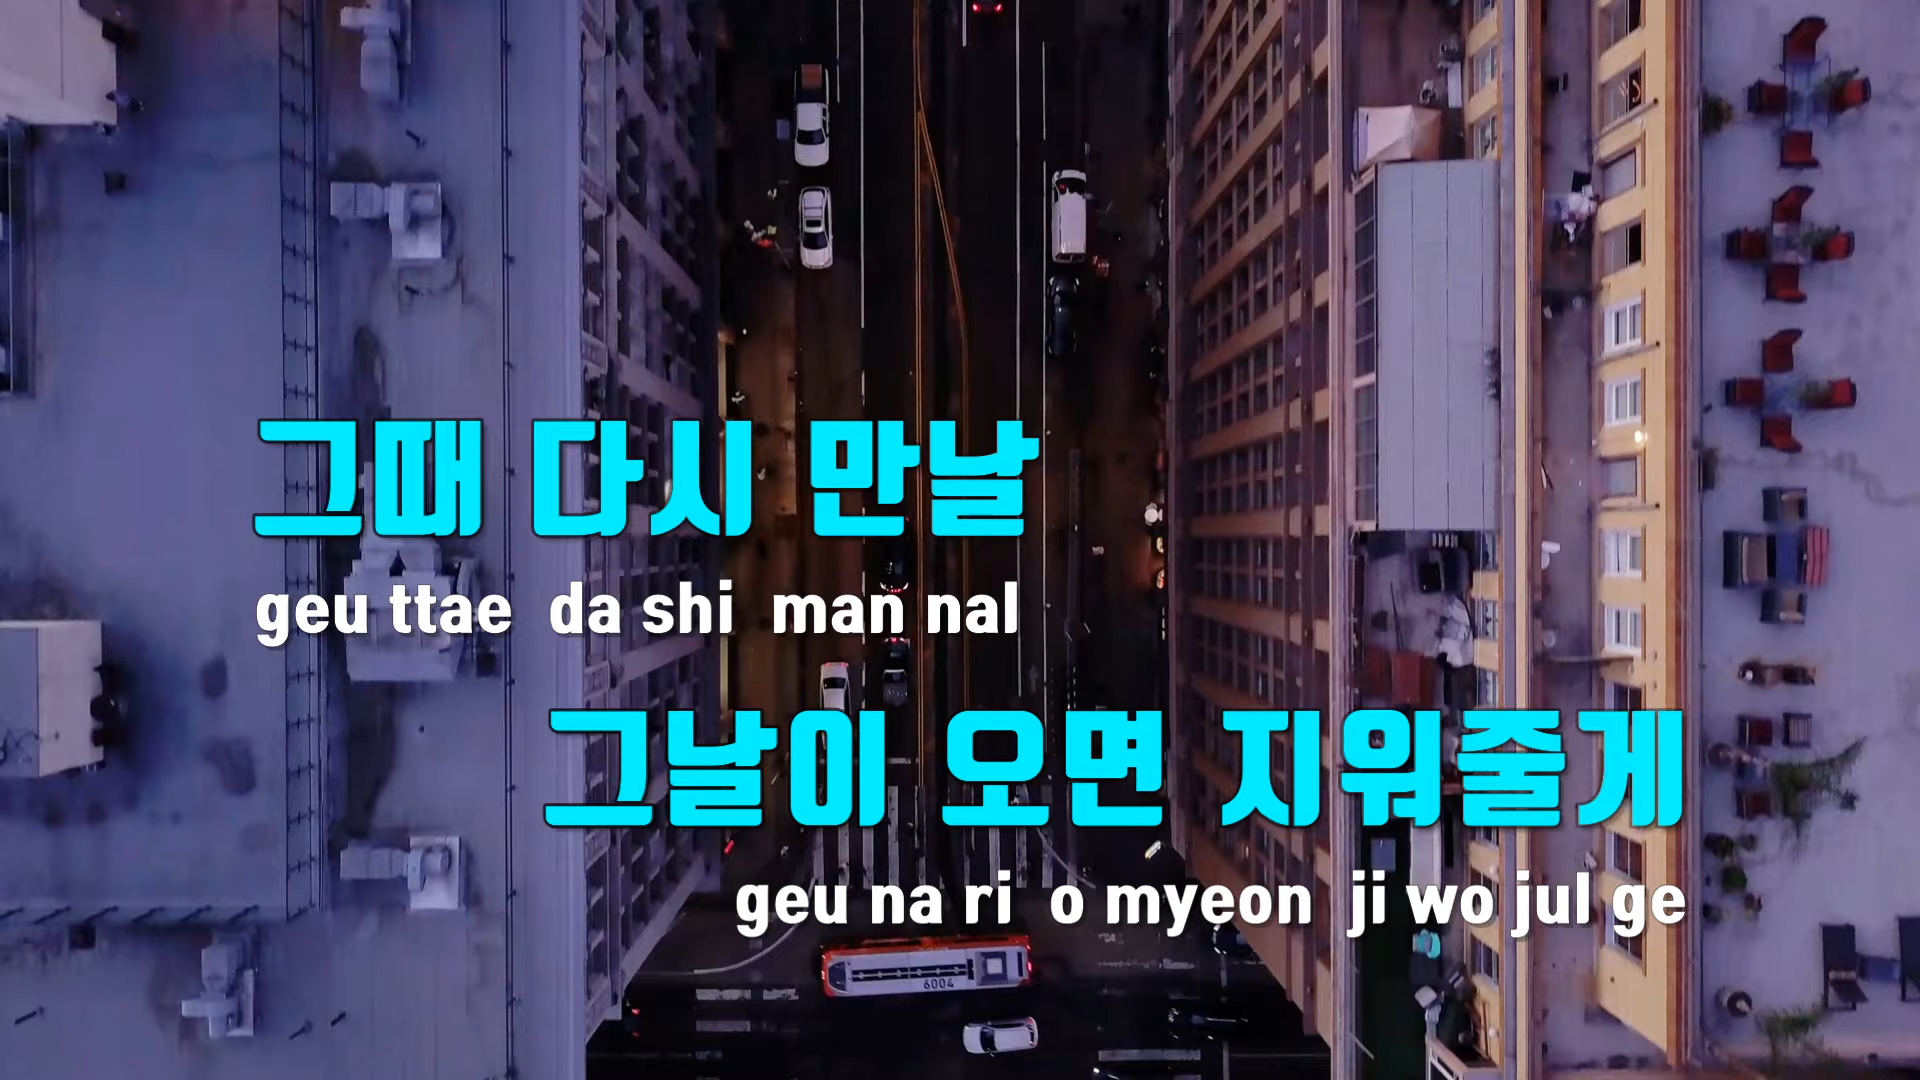 그때 다시 만날
geu ttae da shi man nal
그날이 오면 지워줄게
geu na ri o myeon ji wo jul ge
6004